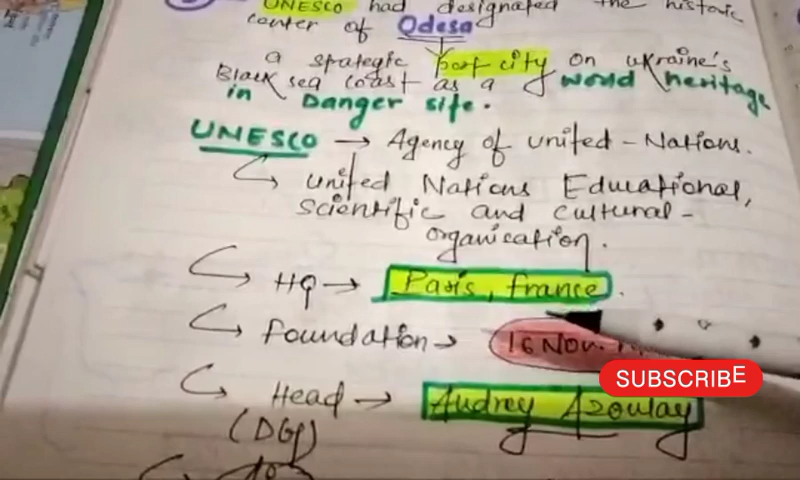 UNESCO had designated the historic
center of Odesa
a strategic port city on ukraine's
Black sea coast as a world heritage
in Danger site.
UNESCO → Agency of united-Nations.
united Nations Educational,
scientific and cultural-
organisation.
HQ → Paris, france.
foundation → 16 Nov.
SUBSCRIBE
Head → Audrey Azoulay
(DG)